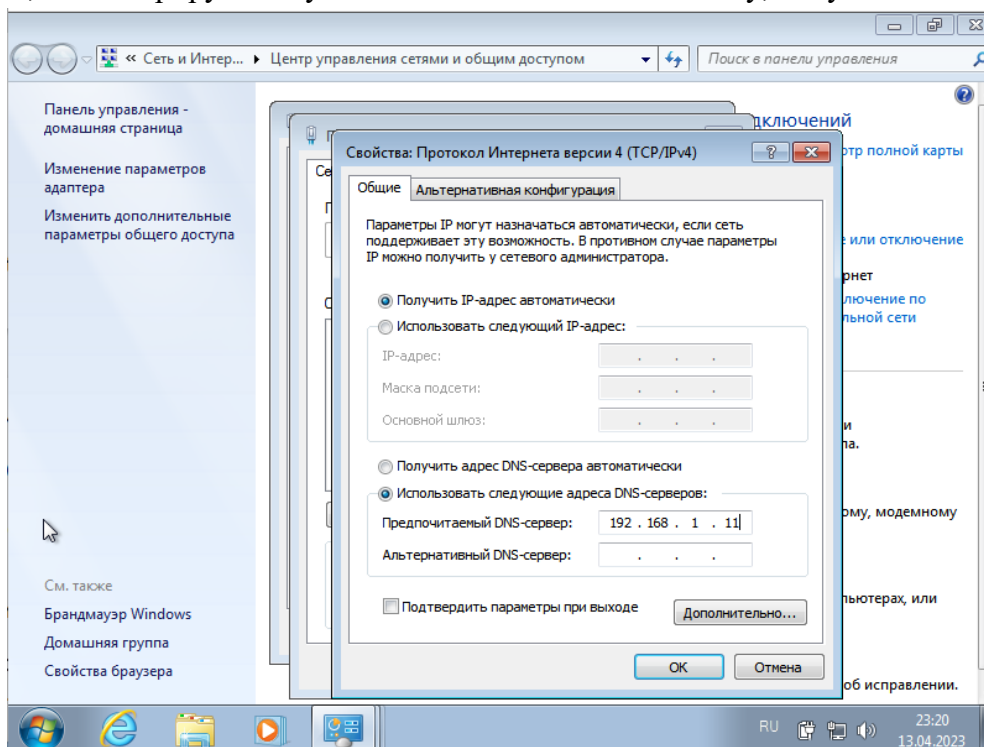 « Сеть и Интер... ▸ Центр управления сетями и общим доступом
Поиск в панели управления
Панель управления -
домашняя страница
Изменение параметров
адаптера
Изменить дополнительные
параметры общего доступа
См. также
Брандмауэр Windows
Домашняя группа
Свойства браузера
дключений
отр полной карты
е или отключение
рнет
лючение по
льной сети
и
па.
ому, модемному
пьютерах, или
об исправлении.
Се
Свойства: Протокол Интернета версии 4 (TCP/IPv4)
Общие
Альтернативная конфигурация
Параметры IP могут назначаться автоматически, если сеть
поддерживает эту возможность. В противном случае параметры
IP можно получить у сетевого администратора.
Получить IP-адрес автоматически
Использовать следующий IP-адрес:
IP-адрес: . . .
Маска подсети: . . .
Основной шлюз: . . .
Получить адрес DNS-сервера автоматически
Использовать следующие адреса DNS-серверов:
Предпочитаемый DNS-сервер: 192 . 168 . 1 . 11
Альтернативный DNS-сервер: . . .
Подтвердить параметры при выходе
Дополнительно...
ОК
Отмена
RU
23:20
13.04.2023